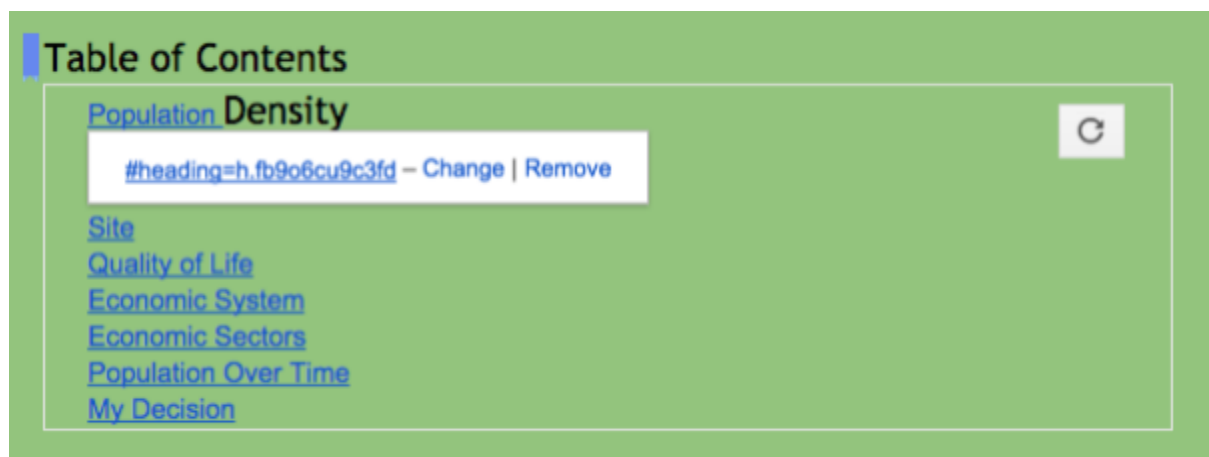 Table of Contents
Population Density
#heading=h.fb9o6cu9c3fd – Change | Remove
Site
Quality of Life
Economic System
Economic Sectors
Population Over Time
My Decision